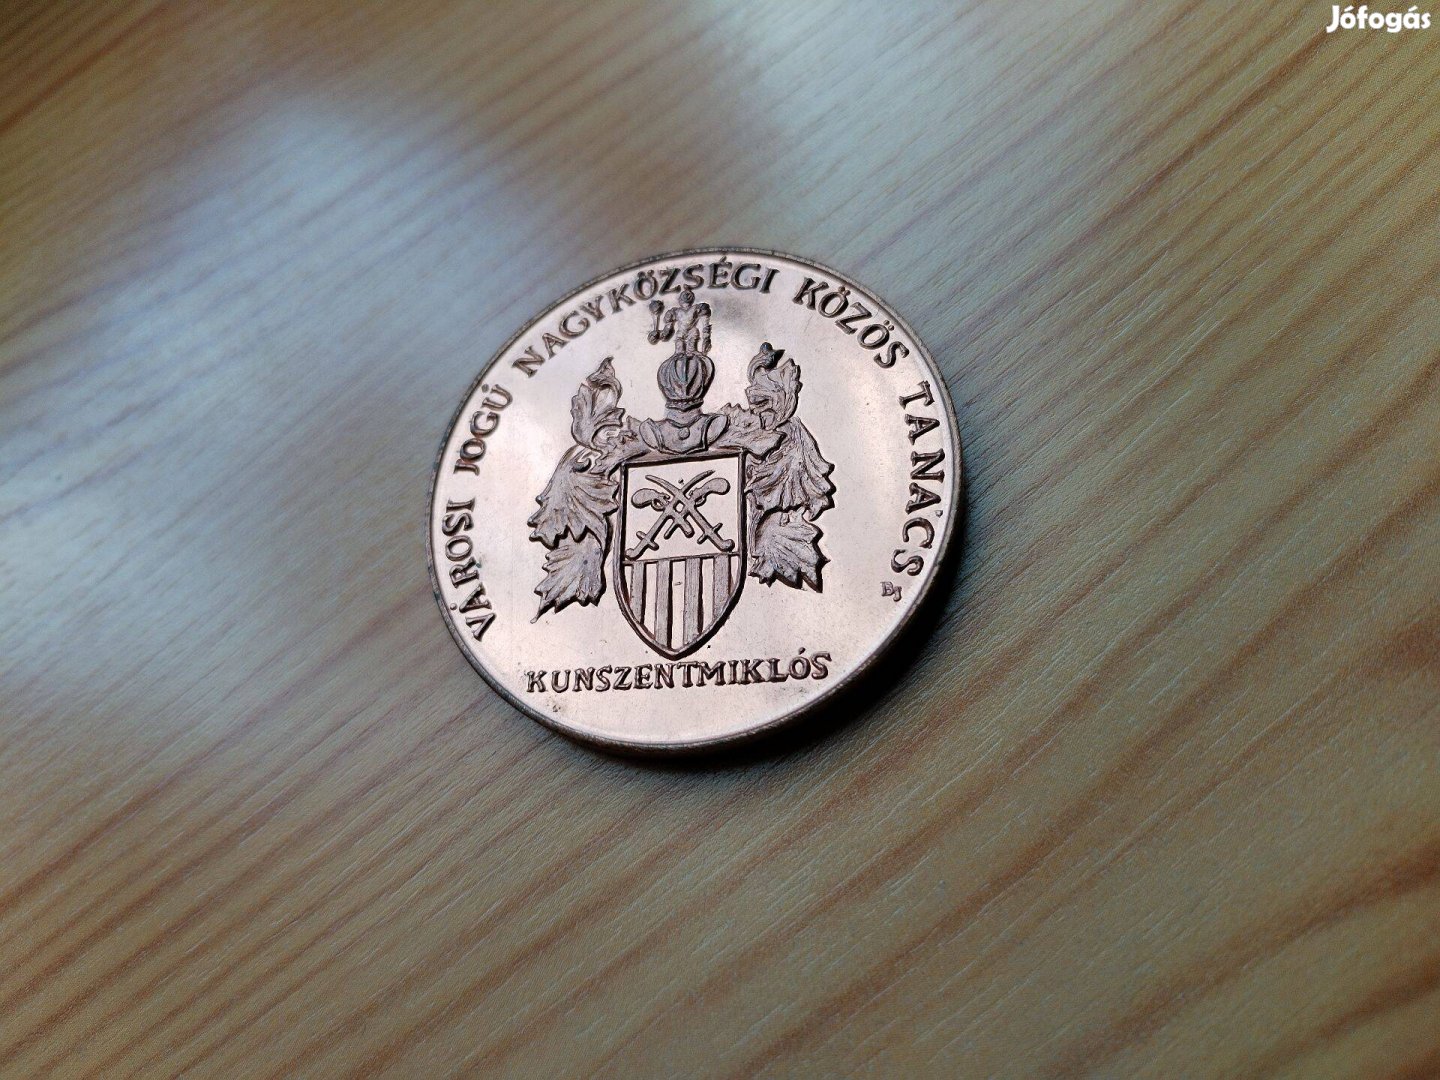 Jófogás
VÁROSI JOGÚ NAGYKÖZSÉGI KÖZÖS TANÁCS
BJ
KUNSZENTMIKLÓS